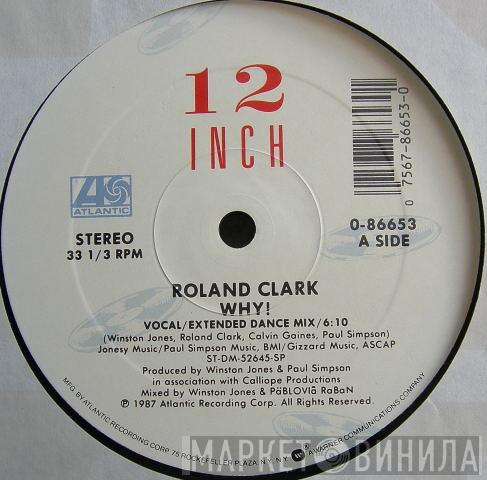 12
INCH
0 7567-86653-0
ATLANTIC
STEREO
33 1/3 RPM
0-86653
A SIDE
ROLAND CLARK
WHY!
VOCAL/EXTENDED DANCE MIX/6:10
(Winston Jones, Roland Clark, Calvin Gaines, Paul Simpson)
Jonesy Music/Paul Simpson Music, BMI/Gizzard Music, ASCAP
ST-DM-52645-SP
Produced by Winston Jones & Paul Simpson
in association with Calliope Productions
Mixed by Winston Jones & PäBLOVIã RaBaN
℗ 1987 Atlantic Recording Corp. All Rights Reserved.
MFG. BY ATLANTIC RECORDING CORP. 75 ROCKEFELLER PLAZA, N.Y. N.Y. A WARNER COMMUNICATIONS COMPANY
МАРКЕТ ВИНИЛА